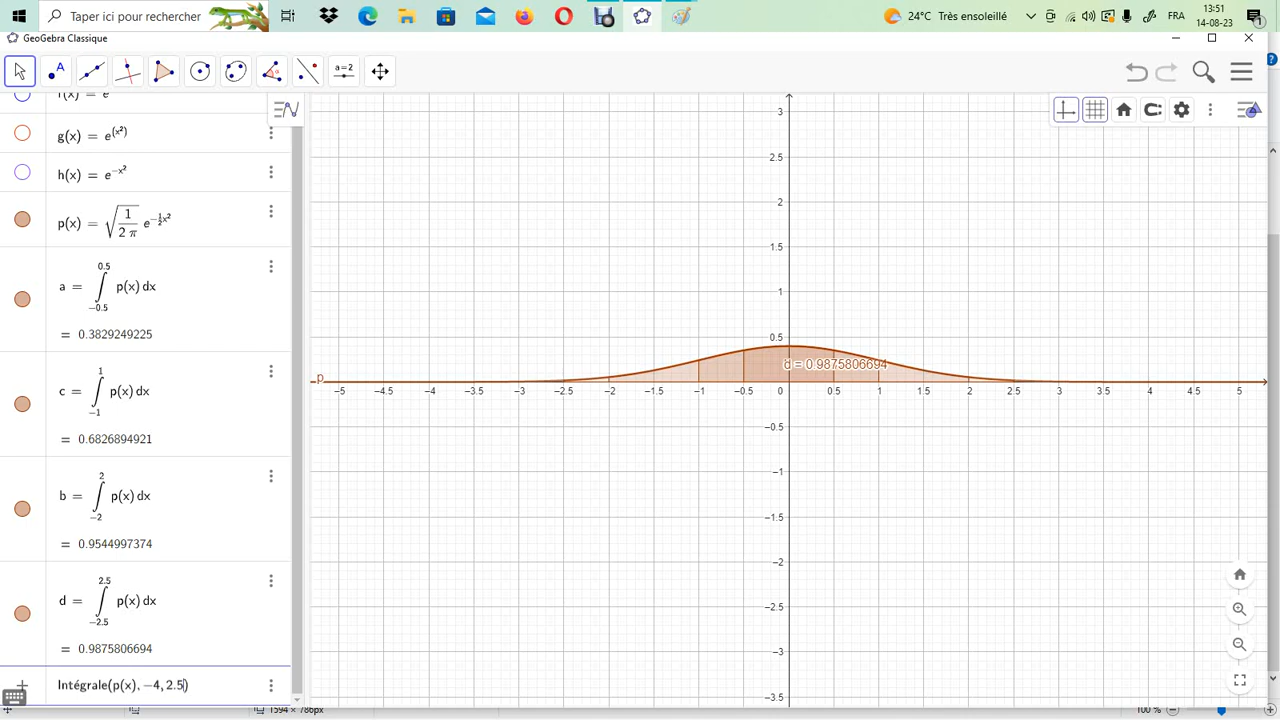 Taper ici pour rechercher
24°C Très ensoleillé
FRA
13:51
14-08-23
1
GeoGebra Classique
A
a=2
g(x) = e^(x²)
h(x) = e^−x²
p(x) = √(1/(2 π)) e^−½x²
0.5
a = ∫ p(x) dx
−0.5
= 0.3829249225
1
c = ∫ p(x) dx
−1
= 0.6826894921
2
b = ∫ p(x) dx
−2
= 0.9544997374
2.5
d = ∫ p(x) dx
−2.5
= 0.9875806694
Intégrale(p(x), −4, 2.5)
3
2.5
2
1.5
1
0.5
d = 0.9875806694
p
−5 −4.5 −4 −3.5 −3 −2.5 −2 −1.5 −1 −0.5 0 0.5 1 1.5 2 2.5 3 3.5 4 4.5 5
−0.5
−1
−1.5
−2
−2.5
−3
−3.5
1594 × 786px
100 %